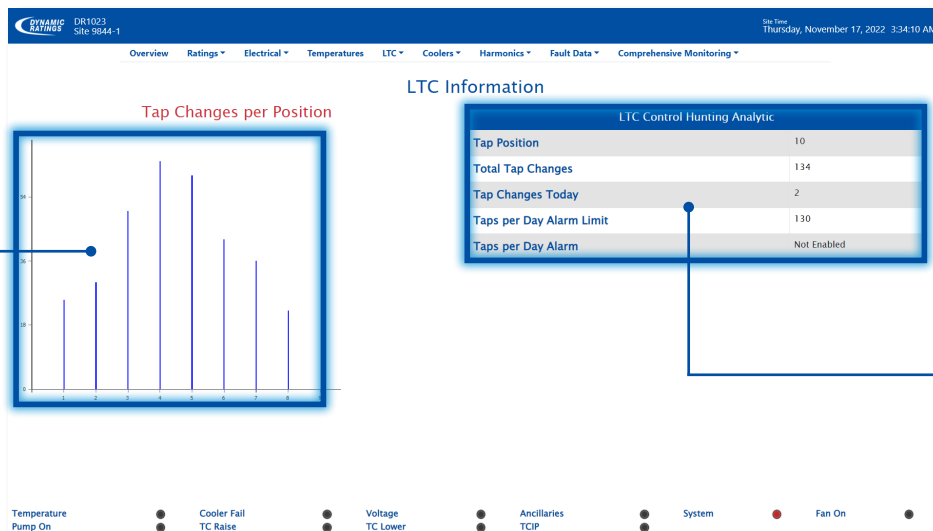 DYNAMIC RATINGS
DR1023
Site 9844-1
Site Time
Thursday, November 17, 2022 3:34:10 AM
Overview Ratings Electrical Temperatures LTC Coolers Harmonics Fault Data Comprehensive Monitoring
LTC Information
Tap Changes per Position
54
36
18
0
1 2 3 4 5 6 7 8
LTC Control Hunting Analytic
Tap Position 10
Total Tap Changes 134
Tap Changes Today 2
Taps per Day Alarm Limit 130
Taps per Day Alarm Not Enabled
Temperature Cooler Fail Voltage Ancillaries System Fan On
Pump On TC Raise TC Lower TCIP